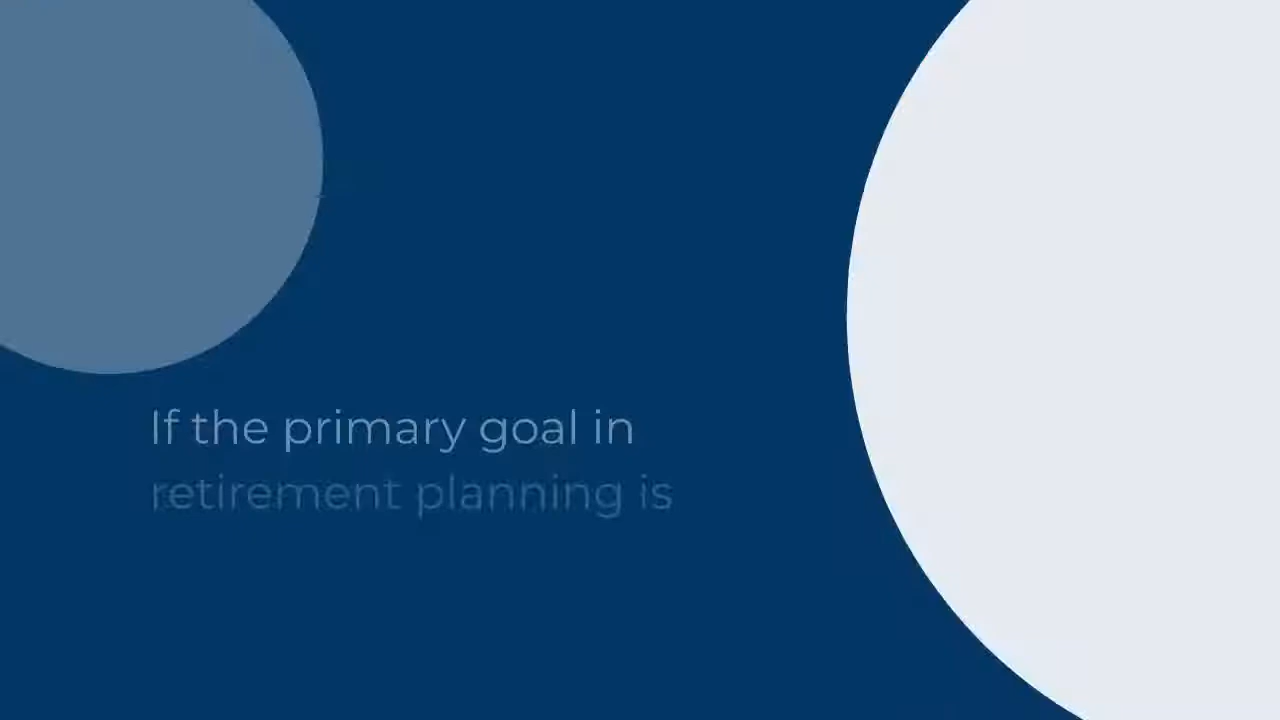 If the primary goal in
retirement planning is